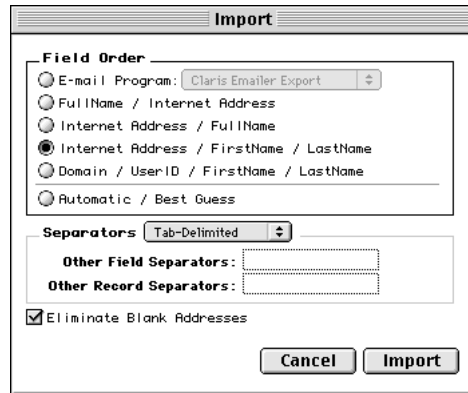 Import
Field Order
E-mail Program: Claris Emailer Export
FullName / Internet Address
Internet Address / FullName
Internet Address / FirstName / LastName
Domain / UserID / FirstName / LastName
Automatic / Best Guess
Separators Tab-Delimited
Other Field Separators:
Other Record Separators:
Eliminate Blank Addresses
Cancel Import